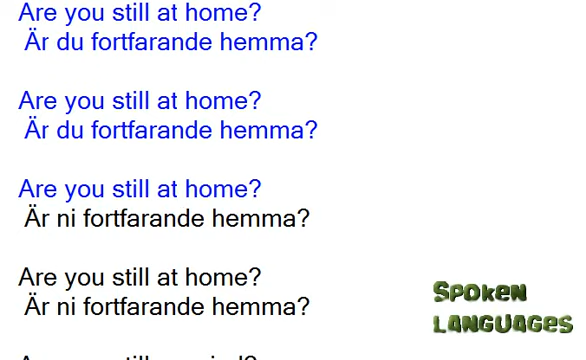 Are you still at home?
Är du fortfarande hemma?
Are you still at home?
Är du fortfarande hemma?
Are you still at home?
Är ni fortfarande hemma?
Are you still at home?
Är ni fortfarande hemma?
Spoken
Languages